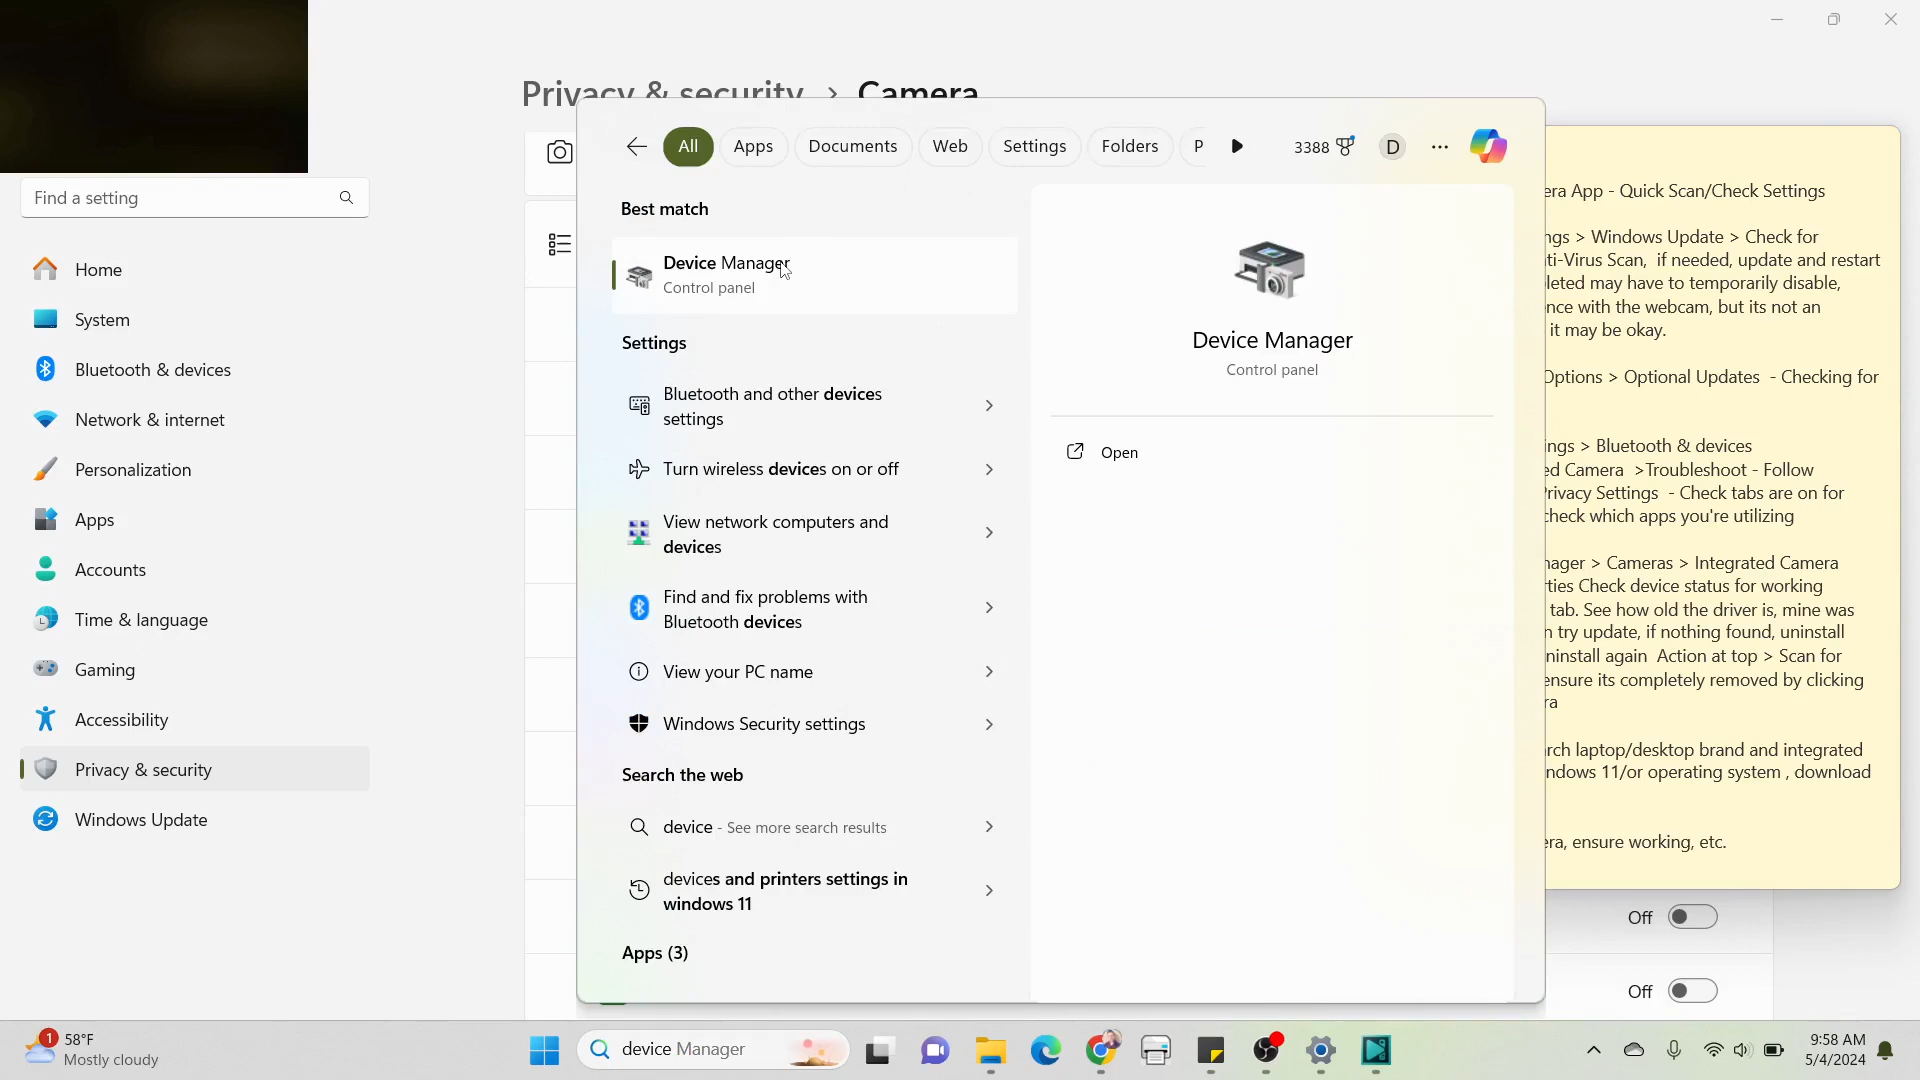 Privacy & security > Camera
Find a setting
Home
System
Bluetooth & devices
Network & internet
Personalization
Apps
Accounts
Time & language
Gaming
Accessibility
Privacy & security
Windows Update
All Apps Documents Web Settings Folders P 3388 D ...
Best match
Device Manager
Control panel
Settings
Bluetooth and other devices
settings
Turn wireless devices on or off
View network computers and
devices
Find and fix problems with
Bluetooth devices
View your PC name
Windows Security settings
Search the web
device - See more search results
devices and printers settings in
windows 11
Apps (3)
Device Manager
Control panel
Open
era App - Quick Scan/Check Settings
ngs > Windows Update > Check for
ti-Virus Scan, if needed, update and restart
leted may have to temporarily disable,
nce with the webcam, but its not an
it may be okay.
Options > Optional Updates - Checking for
ings > Bluetooth & devices
ed Camera >Troubleshoot - Follow
Privacy Settings - Check tabs are on for
check which apps you're utilizing
nager > Cameras > Integrated Camera
ties Check device status for working
tab. See how old the driver is, mine was
n try update, if nothing found, uninstall
ninstall again Action at top > Scan for
ensure its completely removed by clicking
ra
rch laptop/desktop brand and integrated
ndows 11/or operating system , download
era, ensure working, etc.
Off
Off
1
58°F
Mostly cloudy
device Manager
9:58 AM
5/4/2024